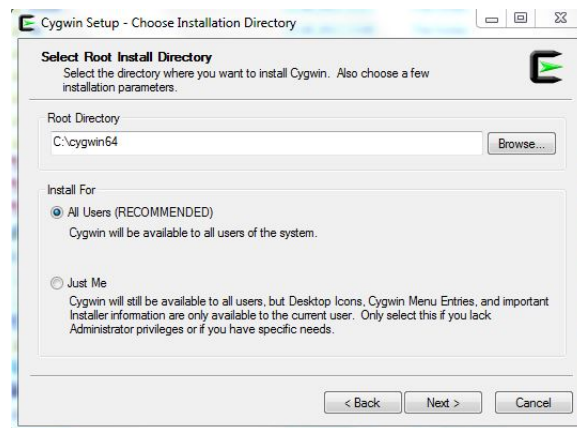 Cygwin Setup - Choose Installation Directory
Select Root Install Directory
Select the directory where you want to install Cygwin. Also choose a few
installation parameters.
Root Directory
C:\cygwin64
Browse...
Install For
All Users (RECOMMENDED)
Cygwin will be available to all users of the system.
Just Me
Cygwin will still be available to all users, but Desktop Icons, Cygwin Menu Entries, and important
Installer information are only available to the current user. Only select this if you lack
Administrator privileges or if you have specific needs.
< Back Next > Cancel